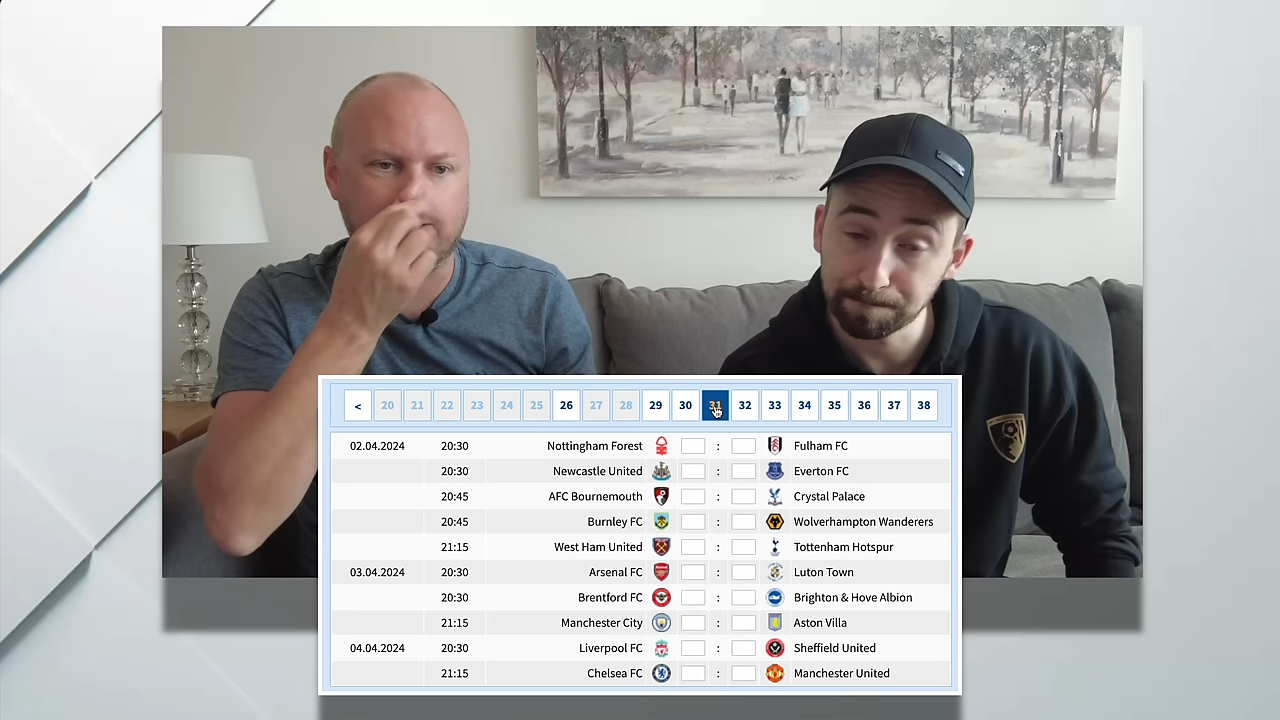 < 20 21 22 23 24 25 26 27 28 29 30 31 32 33 34 35 36 37 38
02.04.2024 20:30 Nottingham Forest : Fulham FC
20:30 Newcastle United : Everton FC
20:45 AFC Bournemouth : Crystal Palace
20:45 Burnley FC : Wolverhampton Wanderers
21:15 West Ham United : Tottenham Hotspur
03.04.2024 20:30 Arsenal FC : Luton Town
20:30 Brentford FC : Brighton & Hove Albion
21:15 Manchester City : Aston Villa
04.04.2024 20:30 Liverpool FC : Sheffield United
21:15 Chelsea FC : Manchester United